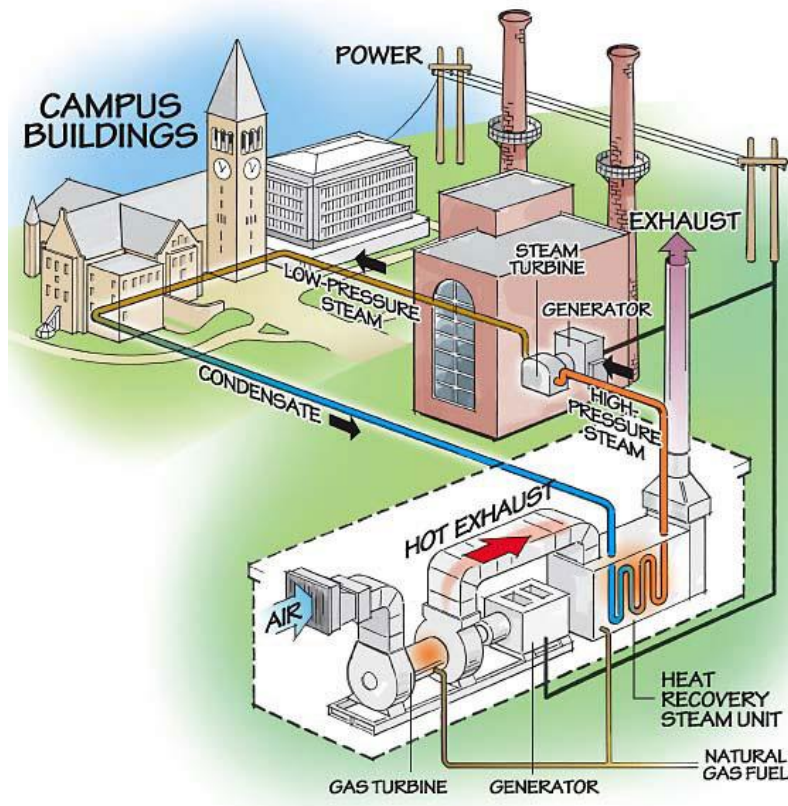 POWER
CAMPUS
BUILDINGS
EXHAUST
STEAM
TURBINE
LOW-PRESSURE
STEAM
GENERATOR
CONDENSATE
HIGH-
PRESSURE
STEAM
HOT EXHAUST
AIR
HEAT
RECOVERY
STEAM UNIT
NATURAL
GAS FUEL
GAS TURBINE
GENERATOR